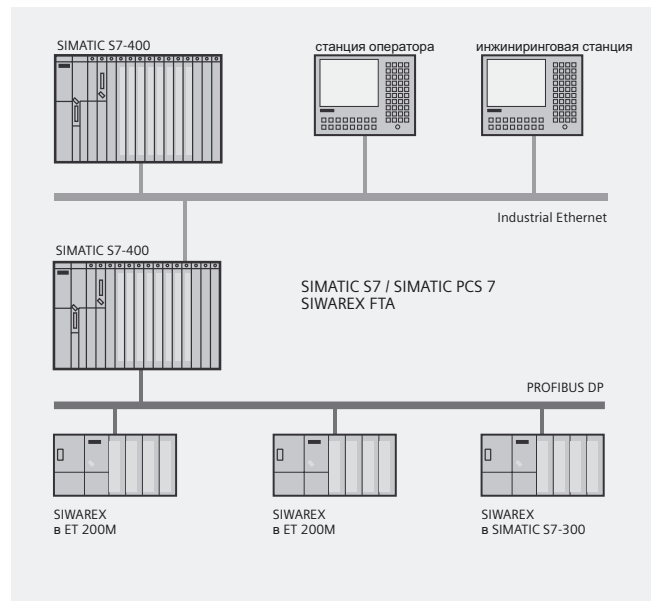 SIMATIC S7-400
станция оператора
инжиниринговая станция
Industrial Ethernet
SIMATIC S7-400
SIMATIC S7 / SIMATIC PCS 7
SIWAREX FTA
PROFIBUS DP
SIWAREX
в ET 200M
SIWAREX
в ET 200M
SIWAREX
в SIMATIC S7-300